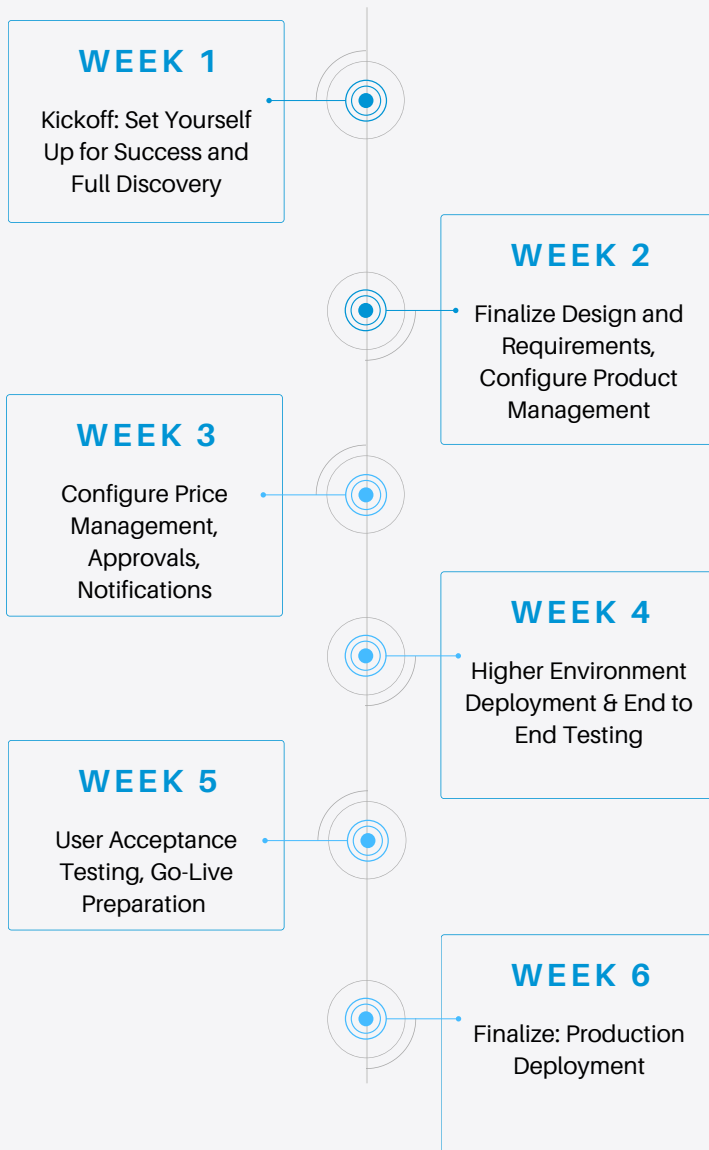 WEEK 1
Kickoff: Set Yourself
Up for Success and
Full Discovery
WEEK 2
Finalize Design and
Requirements,
Configure Product
Management
WEEK 3
Configure Price
Management,
Approvals,
Notifications
WEEK 4
Higher Environment
Deployment & End to
End Testing
WEEK 5
User Acceptance
Testing, Go-Live
Preparation
WEEK 6
Finalize: Production
Deployment